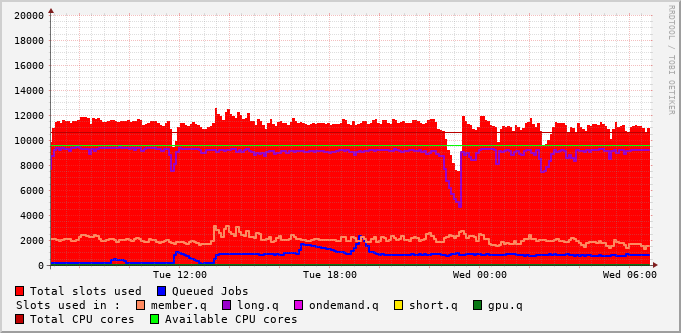 RRDTOOL / TOBI OETIKER
20000
18000
16000
14000
12000
10000
8000
6000
4000
2000
0
Tue 12:00 Tue 18:00 Wed 00:00 Wed 06:00
Total slots used Queued Jobs
Slots used in : member.q long.q ondemand.q short.q gpu.q
Total CPU cores Available CPU cores